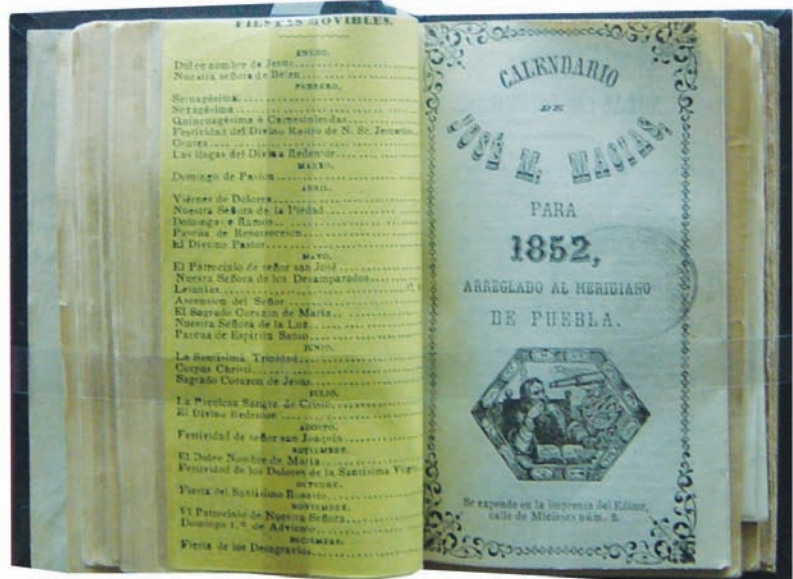 FIESTAS MOVIBLES.
ENERO.
Dulce nombre de Jesus
Nuestra señora de Belen
FEBRERO.
Septuagésima
Sexagésima
Quincuagésima ó Carnestolendas
Festividad del Divino Rostro de N. Sr. Jesucris
Ceniza
Las llagas del Divino Redentor
MARZO.
Domingo de Pasion
ABRIL.
Viérnes de Dolores
Nuestra Señora de la Piedad
Domingo e Ramos
Pascua de Resurreccion
El Divino Pastor
MAYO.
El Patrocinio de señor san José
Nuestra Señora de los Desamparados
Letanías
Ascension del Señor
El Sagrado Corazon de Maria
Nuestra Señora de la Luz
Pascua de Espíritu Santo
JUNIO.
La Santísima Trinidad
Corpus Christi
Sagrado Corazon de Jesus
JULIO.
La Preciosa Sangre de Cristo
El Divino Redentor
AGOSTO.
Festividad de señor san Joaquin
SETIEMBRE.
El Dulce Nombre de María
Festividad de los Dolores de la Santísima Virg
OCTUBRE.
Fiesta del Santísimo Rosario
NOVIEMBRE.
El Patrocinio de Nuestra Señora
Domingo 1.º de Adviento
DICIEMBRE.
Fiesta de los Desagravios
CALENDARIO
DE
JOSÉ M. MACIAS
PARA
1852,
ARREGLADO AL MERIDIANO
DE PUEBLA.
Se expende en la imprenta del Editor,
calle de Micieses núm. 2.